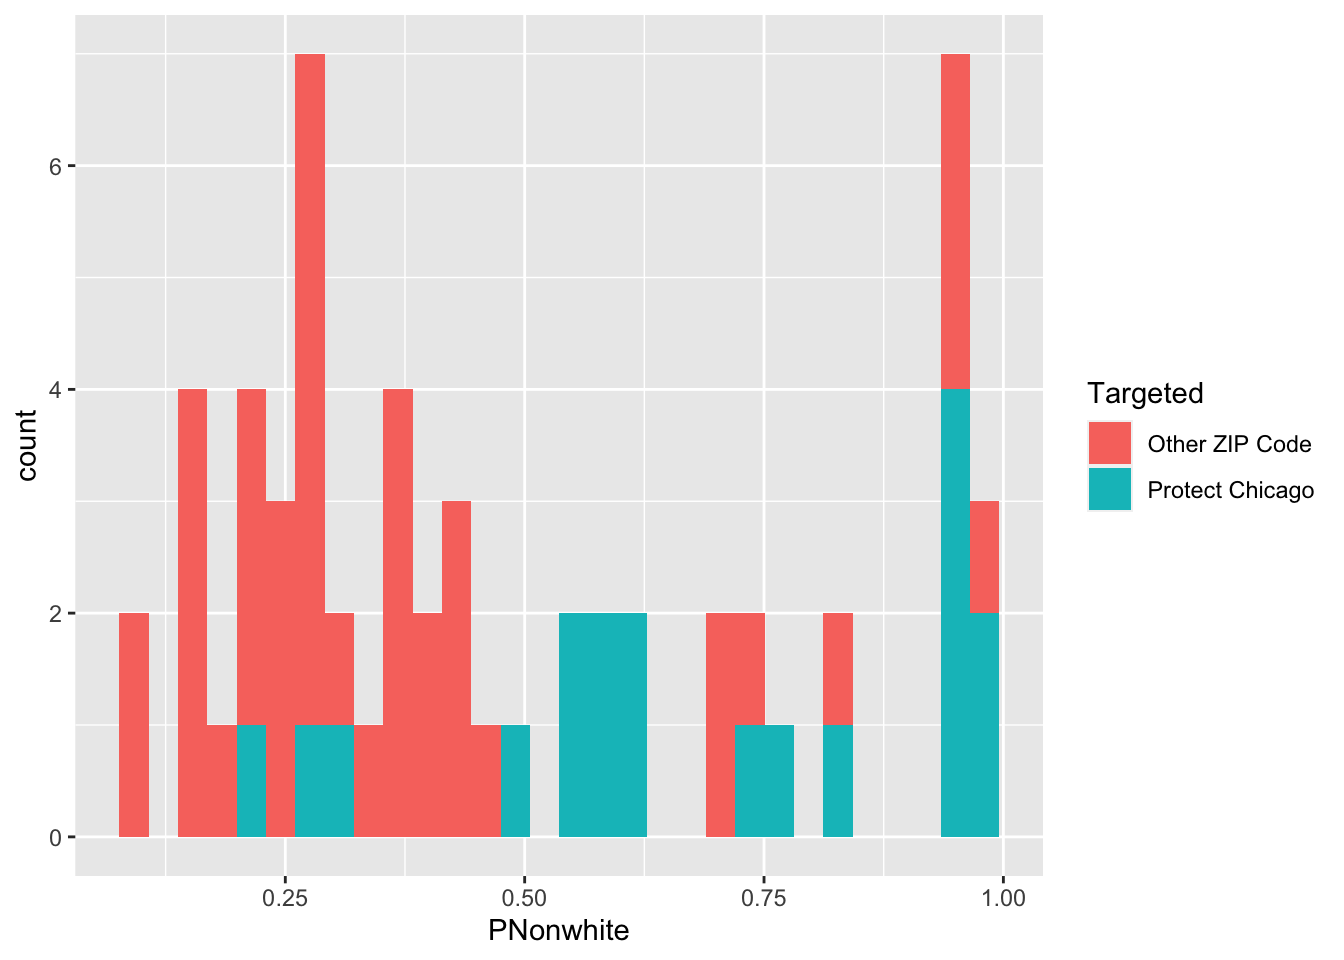 6
4
2
0
count
0.25 0.50 0.75 1.00
PNonwhite
Targeted
Other ZIP Code
Protect Chicago